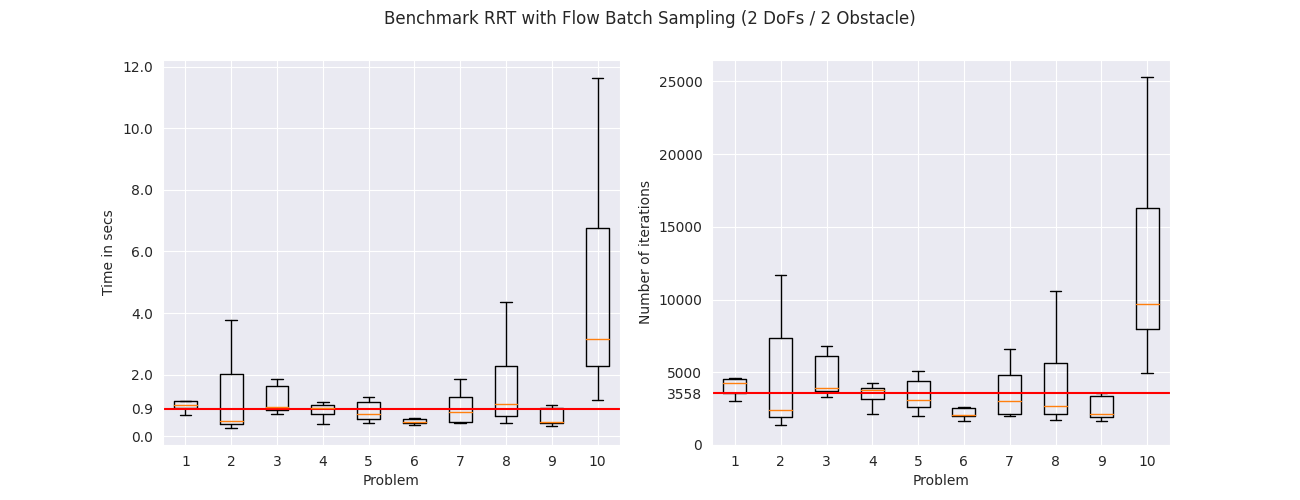 Benchmark RRT with Flow Batch Sampling (2 DoFs / 2 Obstacle)
Time in secs
12.0
10.0
8.0
6.0
4.0
2.0
0.9
0.0
1 2 3 4 5 6 7 8 9 10
Problem
Number of iterations
25000
20000
15000
10000
5000
3558
0
1 2 3 4 5 6 7 8 9 10
Problem